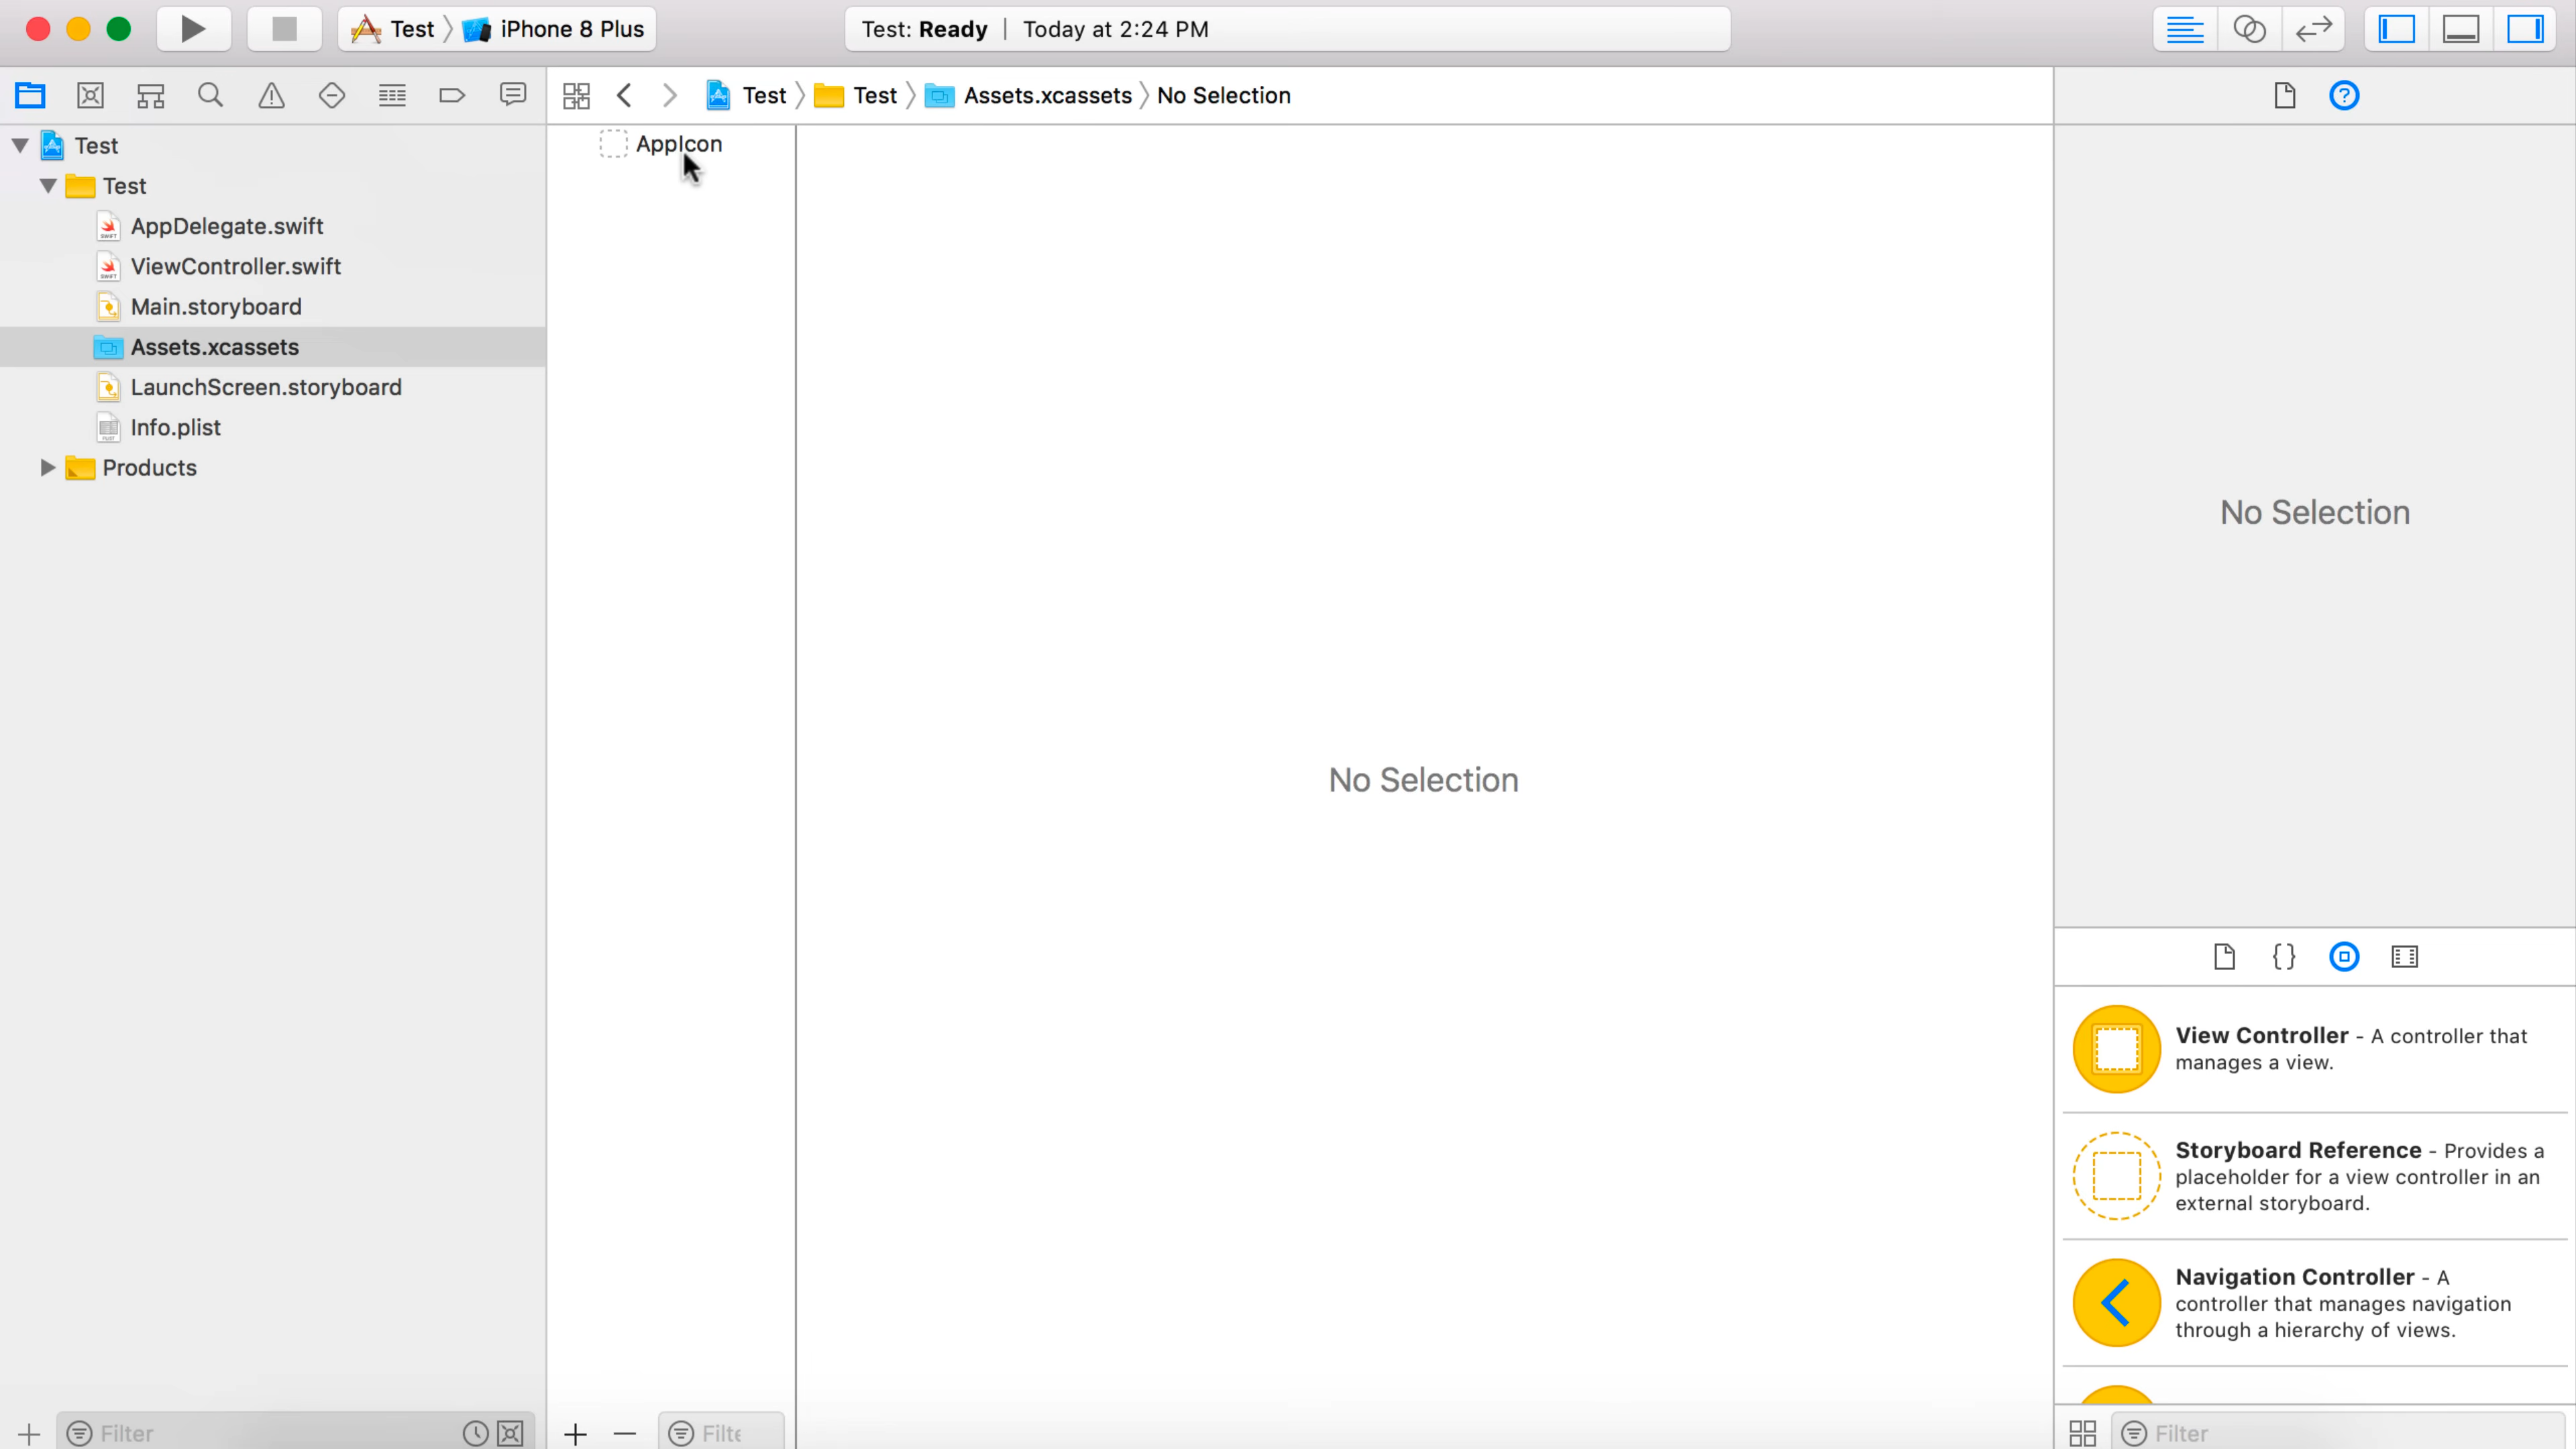 Test iPhone 8 Plus
Test: Ready | Today at 2:24 PM
Test Test Assets.xcassets No Selection
Test
Test
AppDelegate.swift
ViewController.swift
Main.storyboard
Assets.xcassets
LaunchScreen.storyboard
Info.plist
Products
Filter
AppIcon
No Selection
Filte
No Selection
View Controller - A controller that
manages a view.
Storyboard Reference - Provides a
placeholder for a view controller in an
external storyboard.
Navigation Controller - A
controller that manages navigation
through a hierarchy of views.
Filter